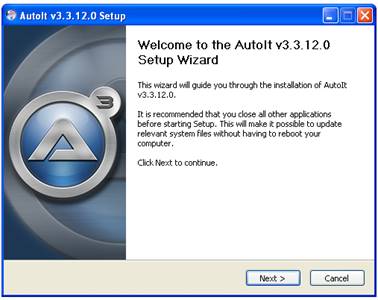 AutoIt v3.3.12.0 Setup
Welcome to the AutoIt v3.3.12.0
Setup Wizard
This wizard will guide you through the installation of AutoIt
v3.3.12.0.
It is recommended that you close all other applications
before starting Setup. This will make it possible to update
relevant system files without having to reboot your
computer.
Click Next to continue.
3
A
Next >
Cancel